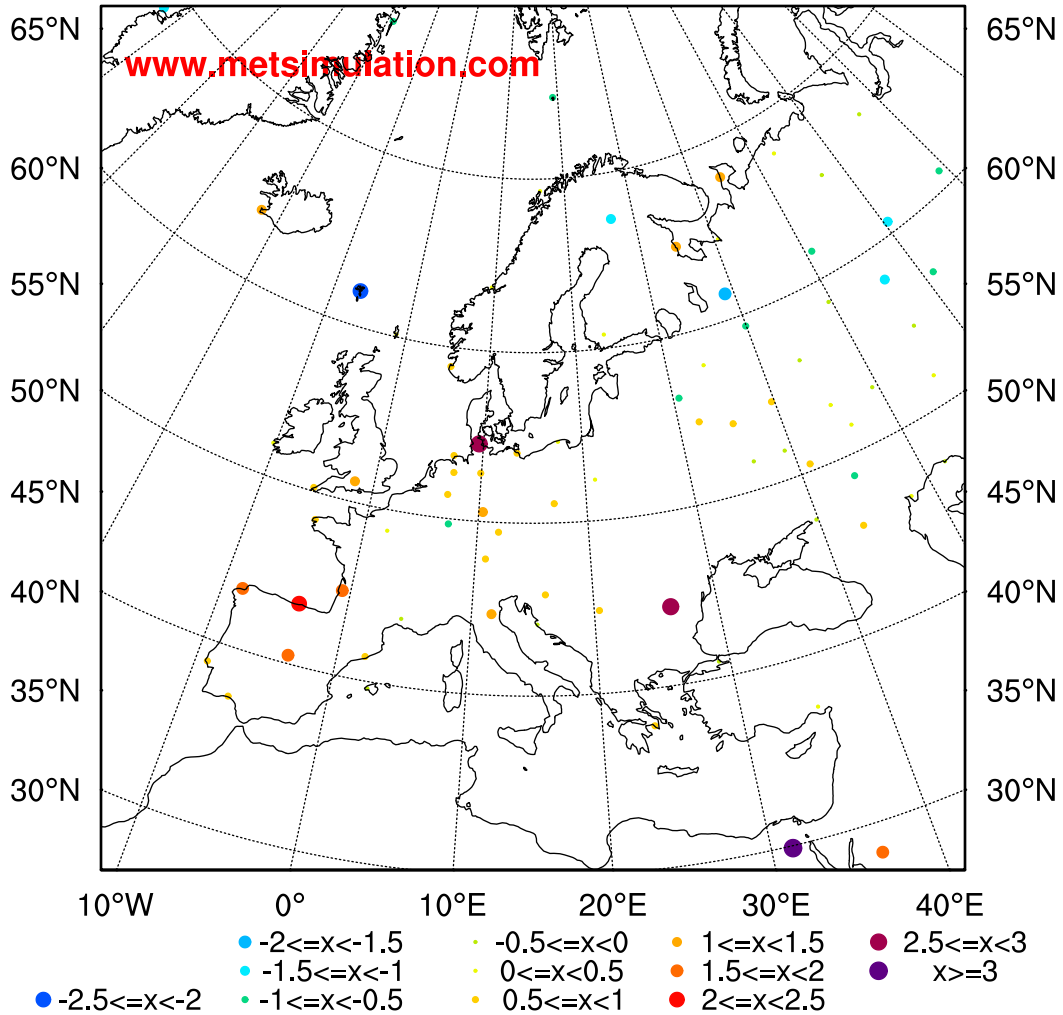 65°N 65°N
www.metsimulation.com
60°N 60°N
55°N 55°N
50°N 50°N
45°N 45°N
40°N 40°N
35°N 35°N
30°N 30°N
10°W 0° 10°E 20°E 30°E 40°E
-2<=x<-1.5 -0.5<=x<0 1<=x<1.5 2.5<=x<3
-1.5<=x<-1 0<=x<0.5 1.5<=x<2 x>=3
-2.5<=x<-2 -1<=x<-0.5 0.5<=x<1 2<=x<2.5